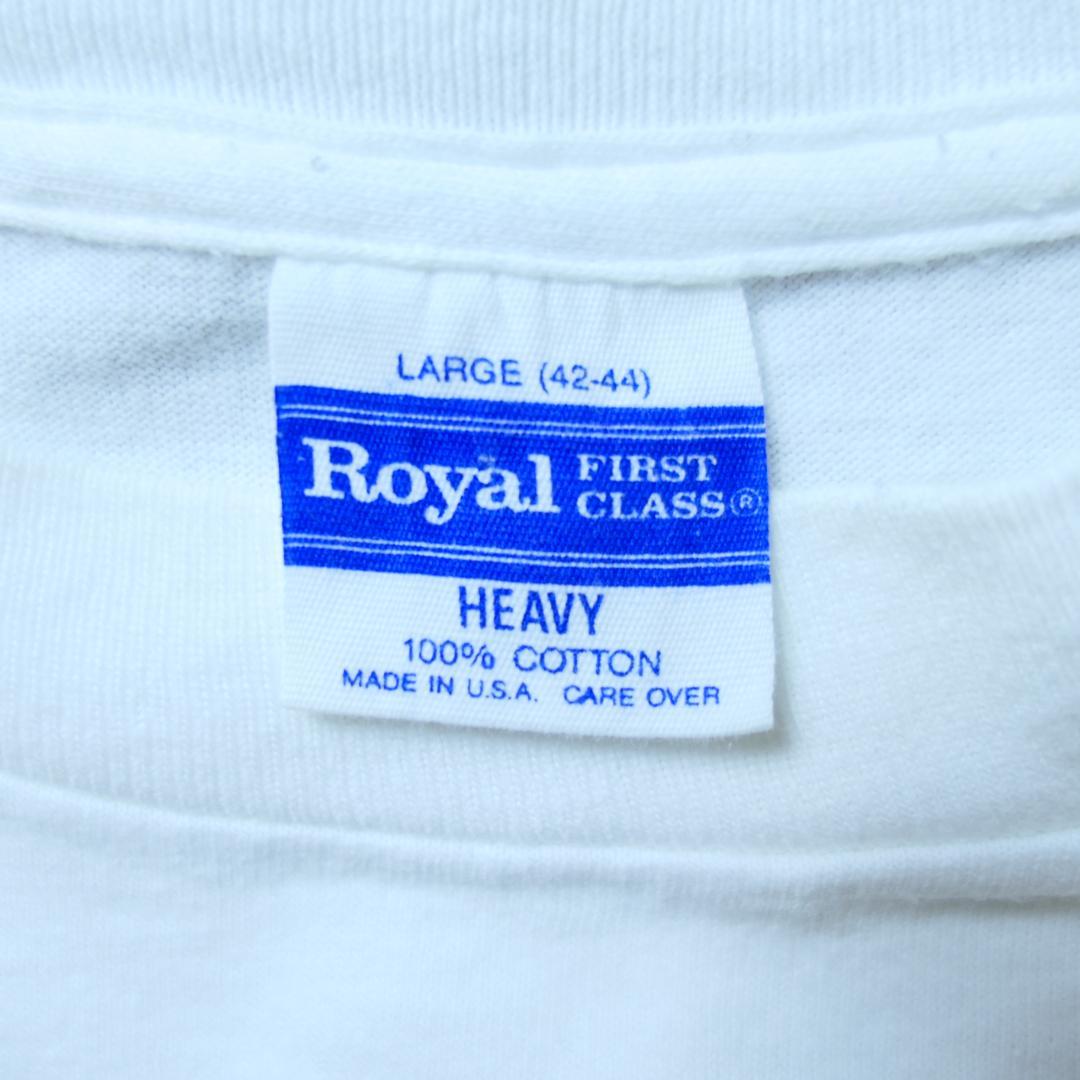 LARGE (42-44)
Royal FIRST
CLASS®
HEAVY
100% COTTON
MADE IN U.S.A. CARE OVER